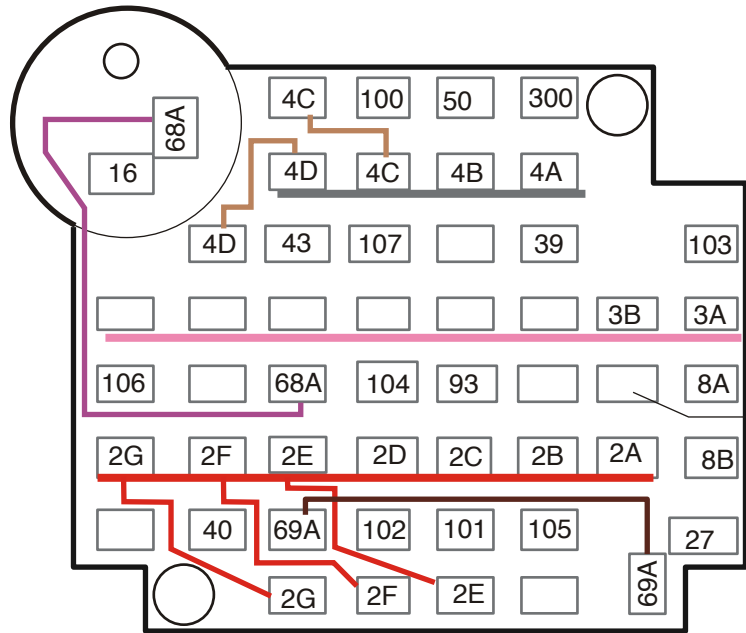 4C 100 50 300
68A
16 4D 4C 4B 4A
4D 43 107 39 103
3B 3A
106 68A 104 93 8A
2G 2F 2E 2D 2C 2B 2A 8B
40 69A 102 101 105 27
2G 2F 2E 69A